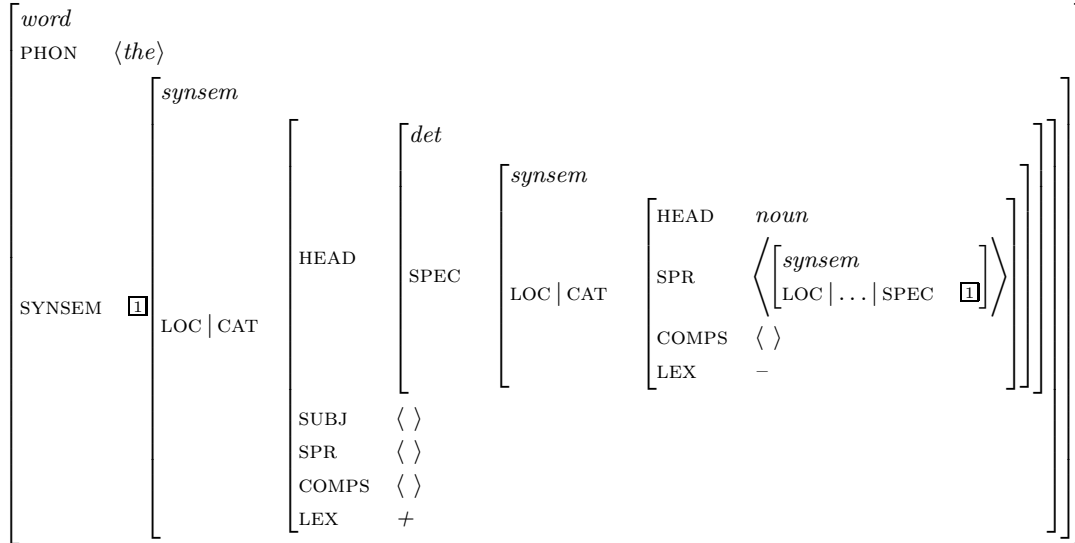 word
PHON ⟨the⟩
synsem
det
synsem
HEAD noun
HEAD
SPR ⟨[synsem
SPEC
LOC | CAT
LOC | … | SPEC 1]⟩
SYNSEM 1
LOC | CAT
COMPS ⟨ ⟩
LEX –
SUBJ ⟨ ⟩
SPR ⟨ ⟩
COMPS ⟨ ⟩
LEX +